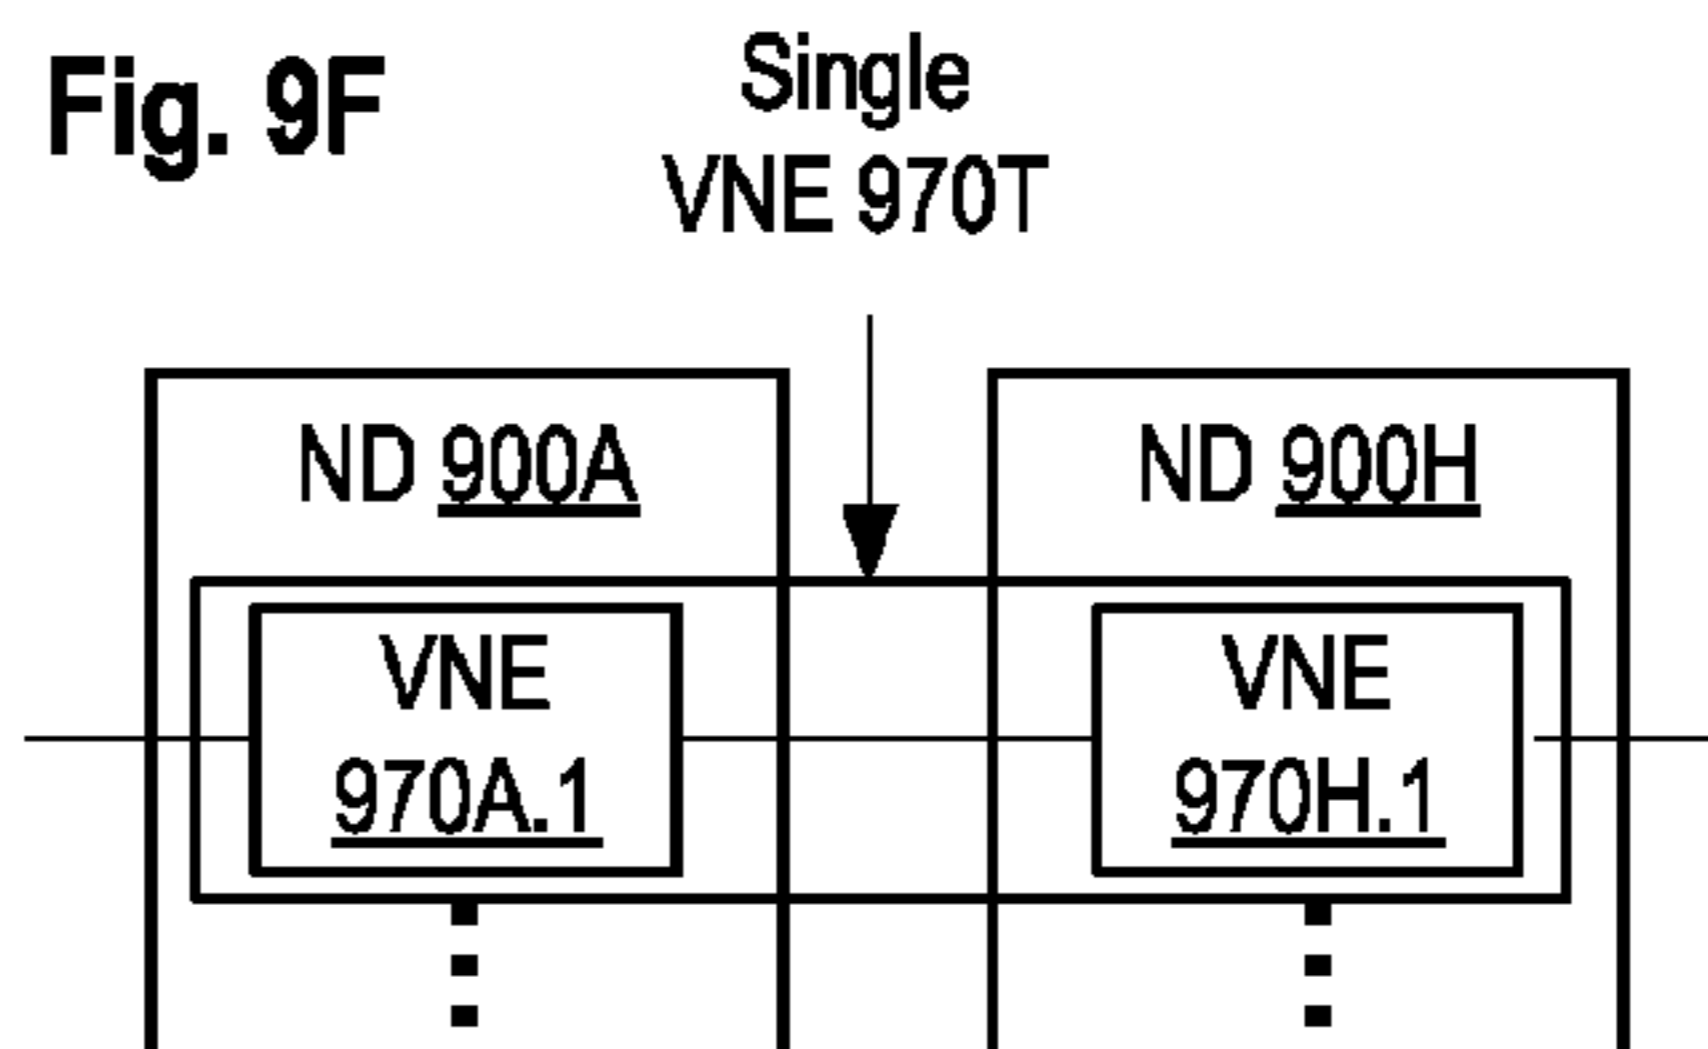 Fig. 9F
Single
VNE 970T
ND 900A
ND 900H
VNE
970A.1
VNE
970H.1